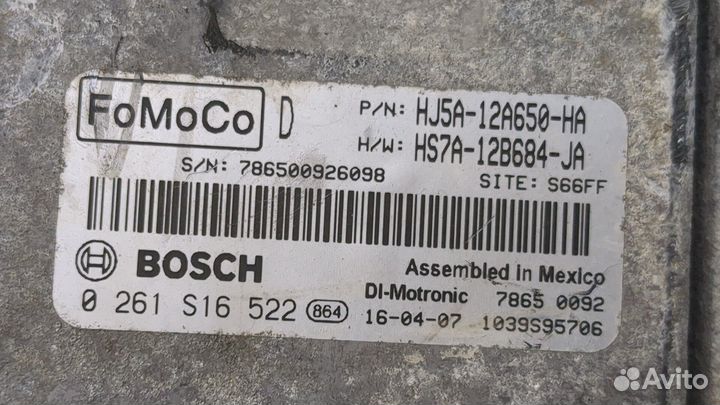 FoMoCo D P/N: HJ5A-12A650-HA
H/W: HS7A-12B684-JA
S/N: 786500926098 SITE: S66FF
BOSCH Assembled in Mexico
DI-Motronic 7865 0092
0 261 S16 522 864 16-04-07 1039S95706
Avito